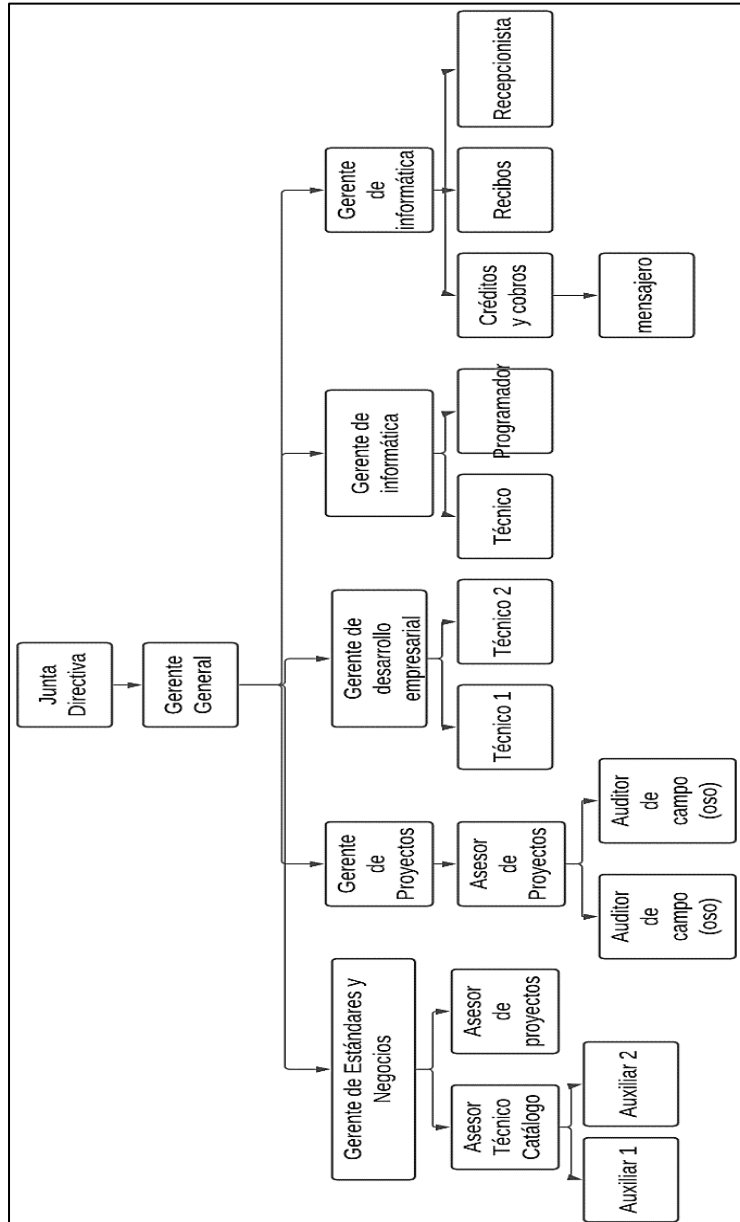 Junta
Directiva
Gerente
General
Gerente de Estándares y
Negocios
Gerente
de
Proyectos
Gerente de
desarrollo
empresarial
Gerente de
informática
Gerente
de
informática
Asesor
Técnico
Catálogo
Asesor
de
proyectos
Asesor
de
Proyectos
Técnico 1
Técnico 2
Técnico
Programador
Créditos
y cobros
Recibos
Recepcionista
Auxiliar 1
Auxiliar 2
Auditor
de
campo
(oso)
Auditor
de
campo
(oso)
mensajero